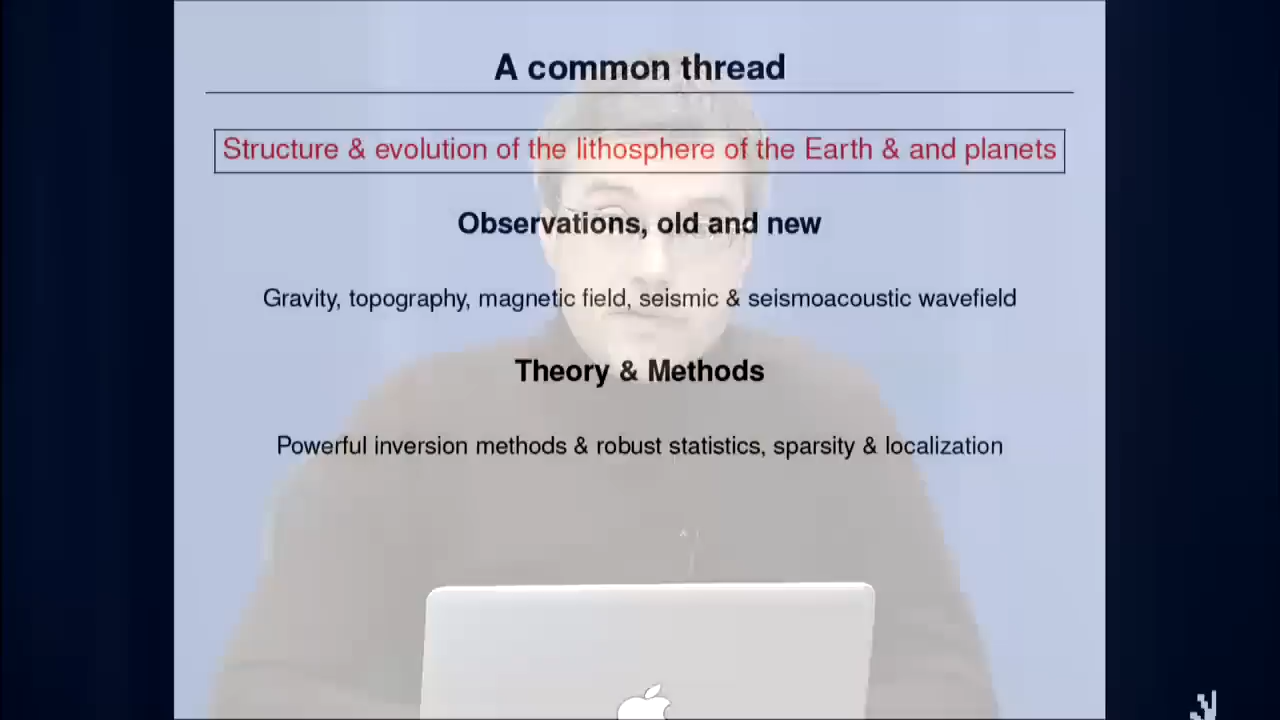 A common thread
Structure & evolution of the lithosphere of the Earth & and planets
Observations, old and new
Gravity, topography, magnetic field, seismic & seismoacoustic wavefield
Theory & Methods
Powerful inversion methods & robust statistics, sparsity & localization